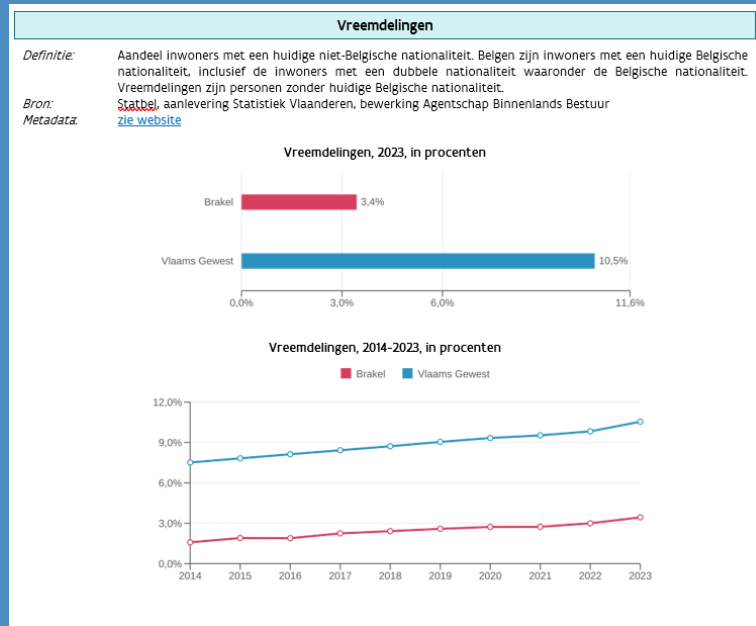 Vreemdelingen
Definitie: Aandeel inwoners met een huidige niet-Belgische nationaliteit. Belgen zijn inwoners met een huidige Belgische
nationaliteit, inclusief de inwoners met een dubbele nationaliteit waaronder de Belgische nationaliteit.
Vreemdelingen zijn personen zonder huidige Belgische nationaliteit.
Bron: Statbel, aanlevering Statistiek Vlaanderen, bewerking Agentschap Binnenlands Bestuur
Metadata: zie website
Vreemdelingen, 2023, in procenten
Brakel 3,4%
Vlaams Gewest 10,5%
0,0% 3,0% 6,0% 11,6%
Vreemdelingen, 2014-2023, in procenten
Brakel Vlaams Gewest
12,0%
9,0%
6,0%
3,0%
0,0%
2014 2015 2016 2017 2018 2019 2020 2021 2022 2023